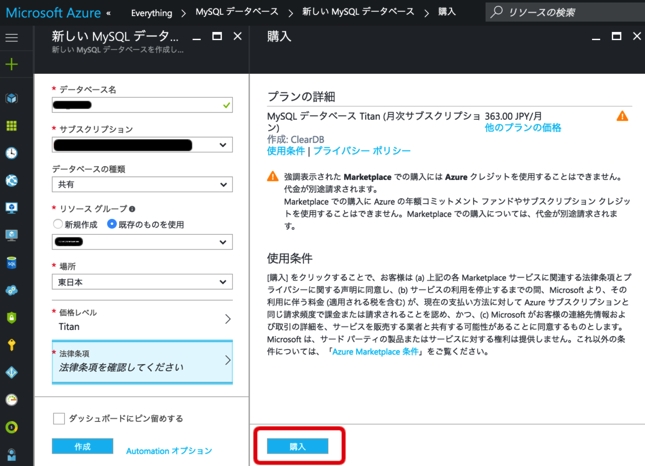 Microsoft Azure « Everything > MySQL データベース > 新しい MySQL データベース > 購入
リソースの検索
新しい MySQL データ...
新しい MySQL データベースを作成し...
* データベース名
* サブスクリプション
データベースの種類
共有
* リソース グループ
新規作成 既存のものを使用
* 場所
東日本
* 価格レベル
Titan
* 法律条項
法律条項を確認してください
ダッシュボードにピン留めする
作成 Automation オプション
購入
プランの詳細
MySQL データベース Titan (月次サブスクリプショ 363.00 JPY/月
ン) 他のプランの価格
作成: ClearDB
使用条件 | プライバシー ポリシー
強調表示された Marketplace での購入には Azure クレジットを使用することはできません。
代金が別途請求されます。
Marketplace での購入に Azure の年額コミットメント ファンドやサブスクリプション クレジ
ットを使用することはできません。Marketplace での購入については、代金が別途請求されま
す。
使用条件
[購入] をクリックすることで、お客様は (a) 上記の各 Marketplace サービスに関連する法律条項とプ
ライバシーに関する声明に同意し、(b) サービスの利用を停止するまでの間、Microsoft より、その
利用に伴う料金 (適用される税を含む) が、現在の支払い方法に対して Azure サブスクリプションと
同じ請求頻度で課金または請求されることを認め、かつ、(c) Microsoft がお客様の連絡先情報お
よび取引の詳細を、サービスを販売する業者と共有する可能性があることに同意するものとします。
Microsoft は、サード パーティの製品またはサービスに対する権利は提供しません。これ以外の条
件については、「Azure Marketplace 条件」をご覧ください。
購入